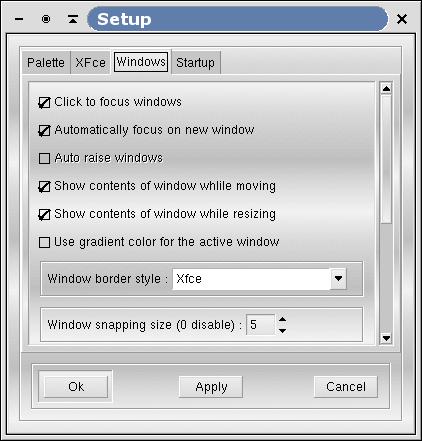 Setup
Palette XFce Windows Startup
Click to focus windows
Automatically focus on new window
Auto raise windows
Show contents of window whlile moving
Show contents of window while resizing
Use gradient color for the active window
Window border style : Xfce
Window snapping size (0 disable) : 5
Ok Apply Cancel